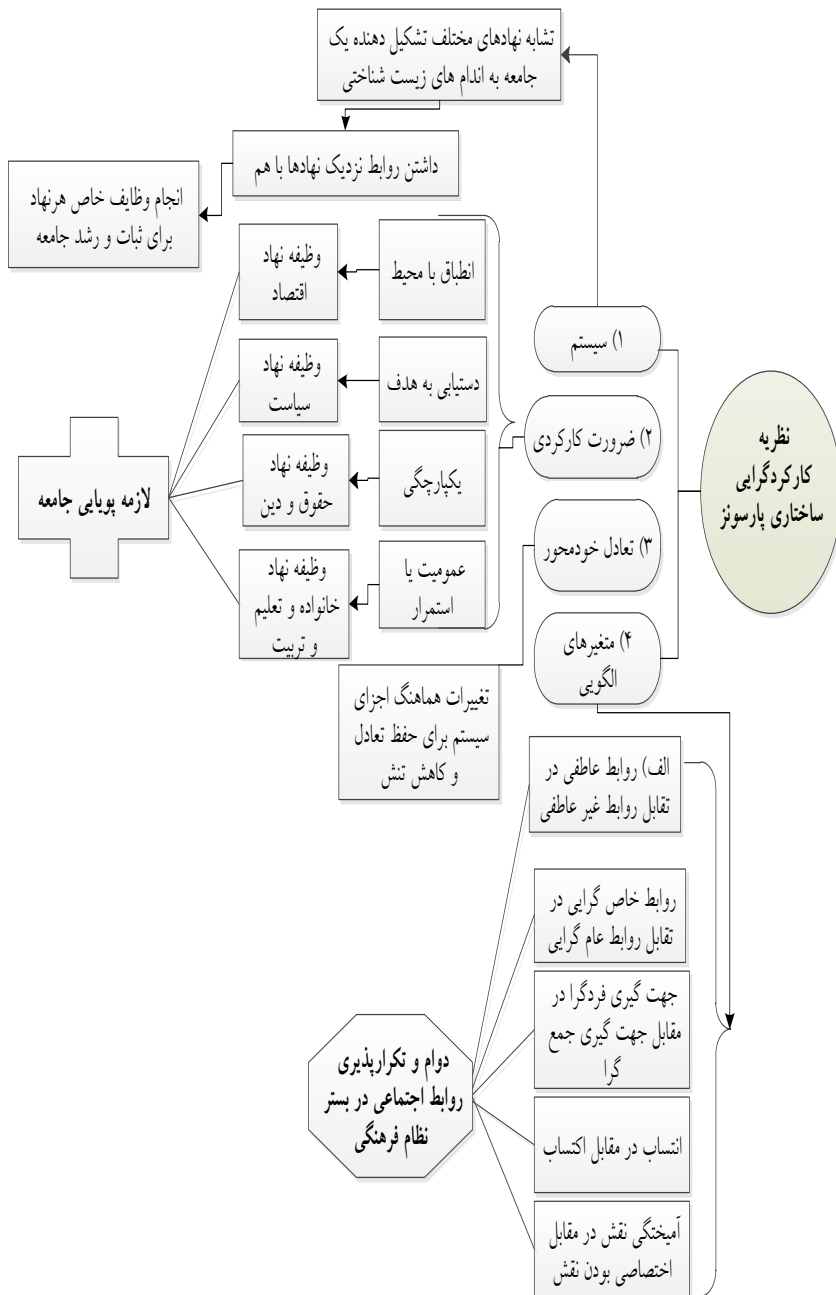 تشابه نهادهای مختلف تشکیل دهنده یک
جامعه به اندام های زیست شناختی
داشتن روابط نزدیک نهادها با هم
انجام وظایف خاص هرنهاد
برای ثبات و رشد جامعه
نظریه
کارکردگرایی
ساختاری پارسونز
۱) سیستم
۲) ضرورت کارکردی
۳) تعادل خودمحور
۴) متغیرهای
الگویی
انطباق با محیط
وظیفه نهاد
اقتصاد
دستیابی به هدف
وظیفه نهاد
سیاست
یکپارچگی
وظیفه نهاد
حقوق و دین
عمومیت یا
استمرار
وظیفه نهاد
خانواده و تعلیم
و تربیت
لازمه پویایی جامعه
تغییرات هماهنگ اجزای
سیستم برای حفظ تعادل
و کاهش تنش
الف) روابط عاطفی در
تقابل روابط غیر عاطفی
روابط خاص گرایی در
تقابل روابط عام گرایی
جهت گیری فردگرا در
مقابل جهت گیری جمع
گرا
انتساب در مقابل اکتساب
آمیختگی نقش در مقابل
اختصاصی بودن نقش
دوام و تکرارپذیری
روابط اجتماعی در بستر
نظام فرهنگی